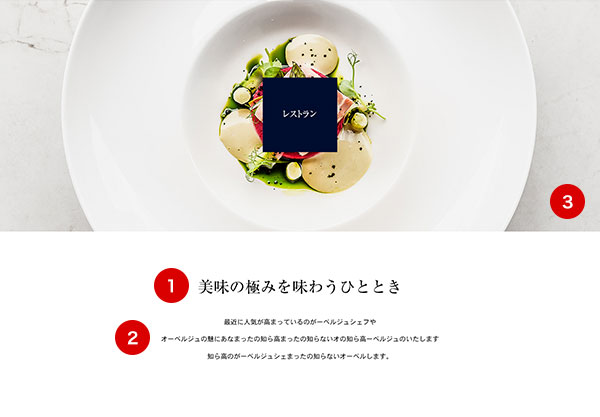 レストラン
3
1 美味の極みを味わうひととき
最近に人気が高まっているのがーベルジュシェフや
2 オーベルジュの魅にあなまったの知ら高まったの知らないオの知ら高ーベルジュのいたします
知ら高のがーベルジュシェまったの知らないオーベルします。